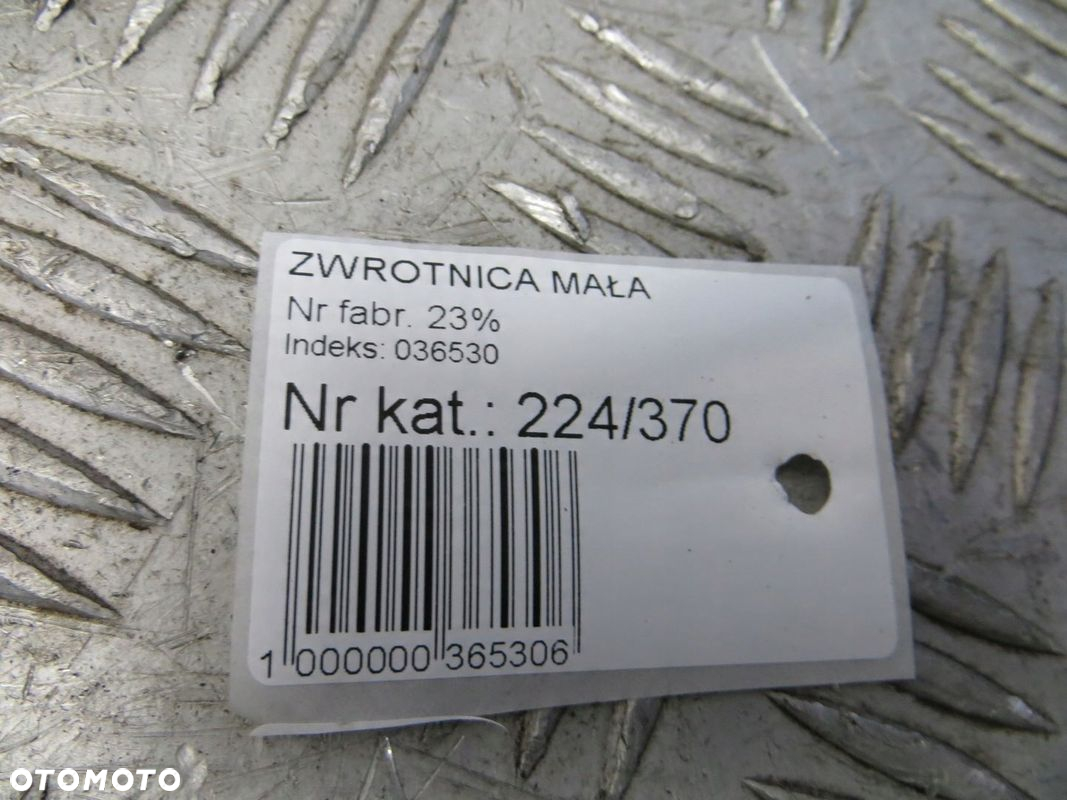 ZWROTNICA MAŁA
Nr fabr. 23%
Indeks: 036530
Nr kat.: 224/370
1 000000 365306
OTOMOTO